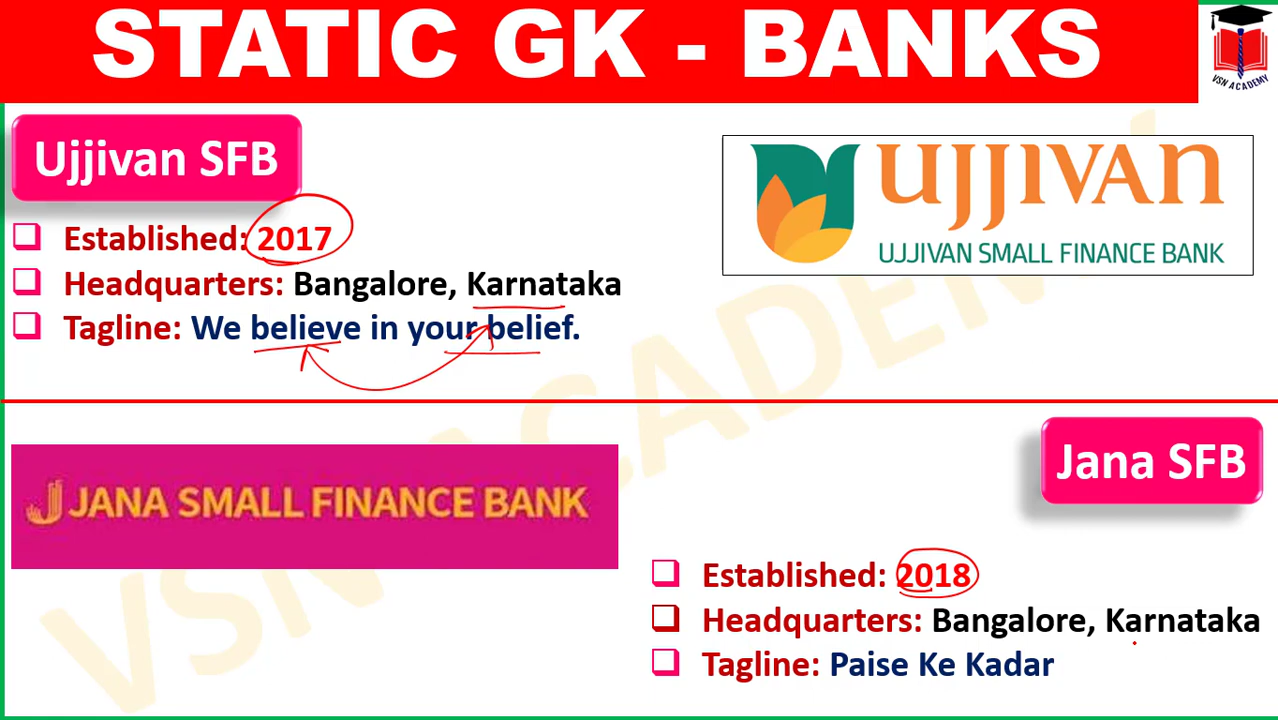 STATIC GK - BANKS
VSN ACADEMY
Ujjivan SFB
Established: 2017
Headquarters: Bangalore, Karnataka
Tagline: We believe in your belief.
UJJIVAN
UJJIVAN SMALL FINANCE BANK
VSN ACADEMY
JANA SMALL FINANCE BANK
Jana SFB
Established: 2018
Headquarters: Bangalore, Karnataka
Tagline: Paise Ke Kadar